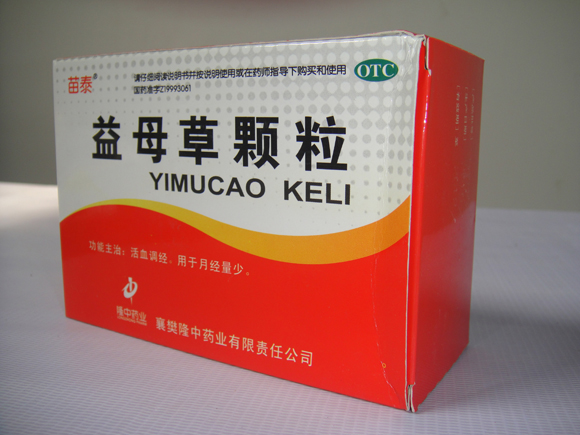 苗泰
请仔细阅读说明书并按说明使用或在药师指导下购买和使用
国药准字Z19993061
OTC
益母草颗粒
YIMUCAO KELI
功能主治：活血调经。用于月经量少。
隆中药业
襄樊隆中药业有限责任公司